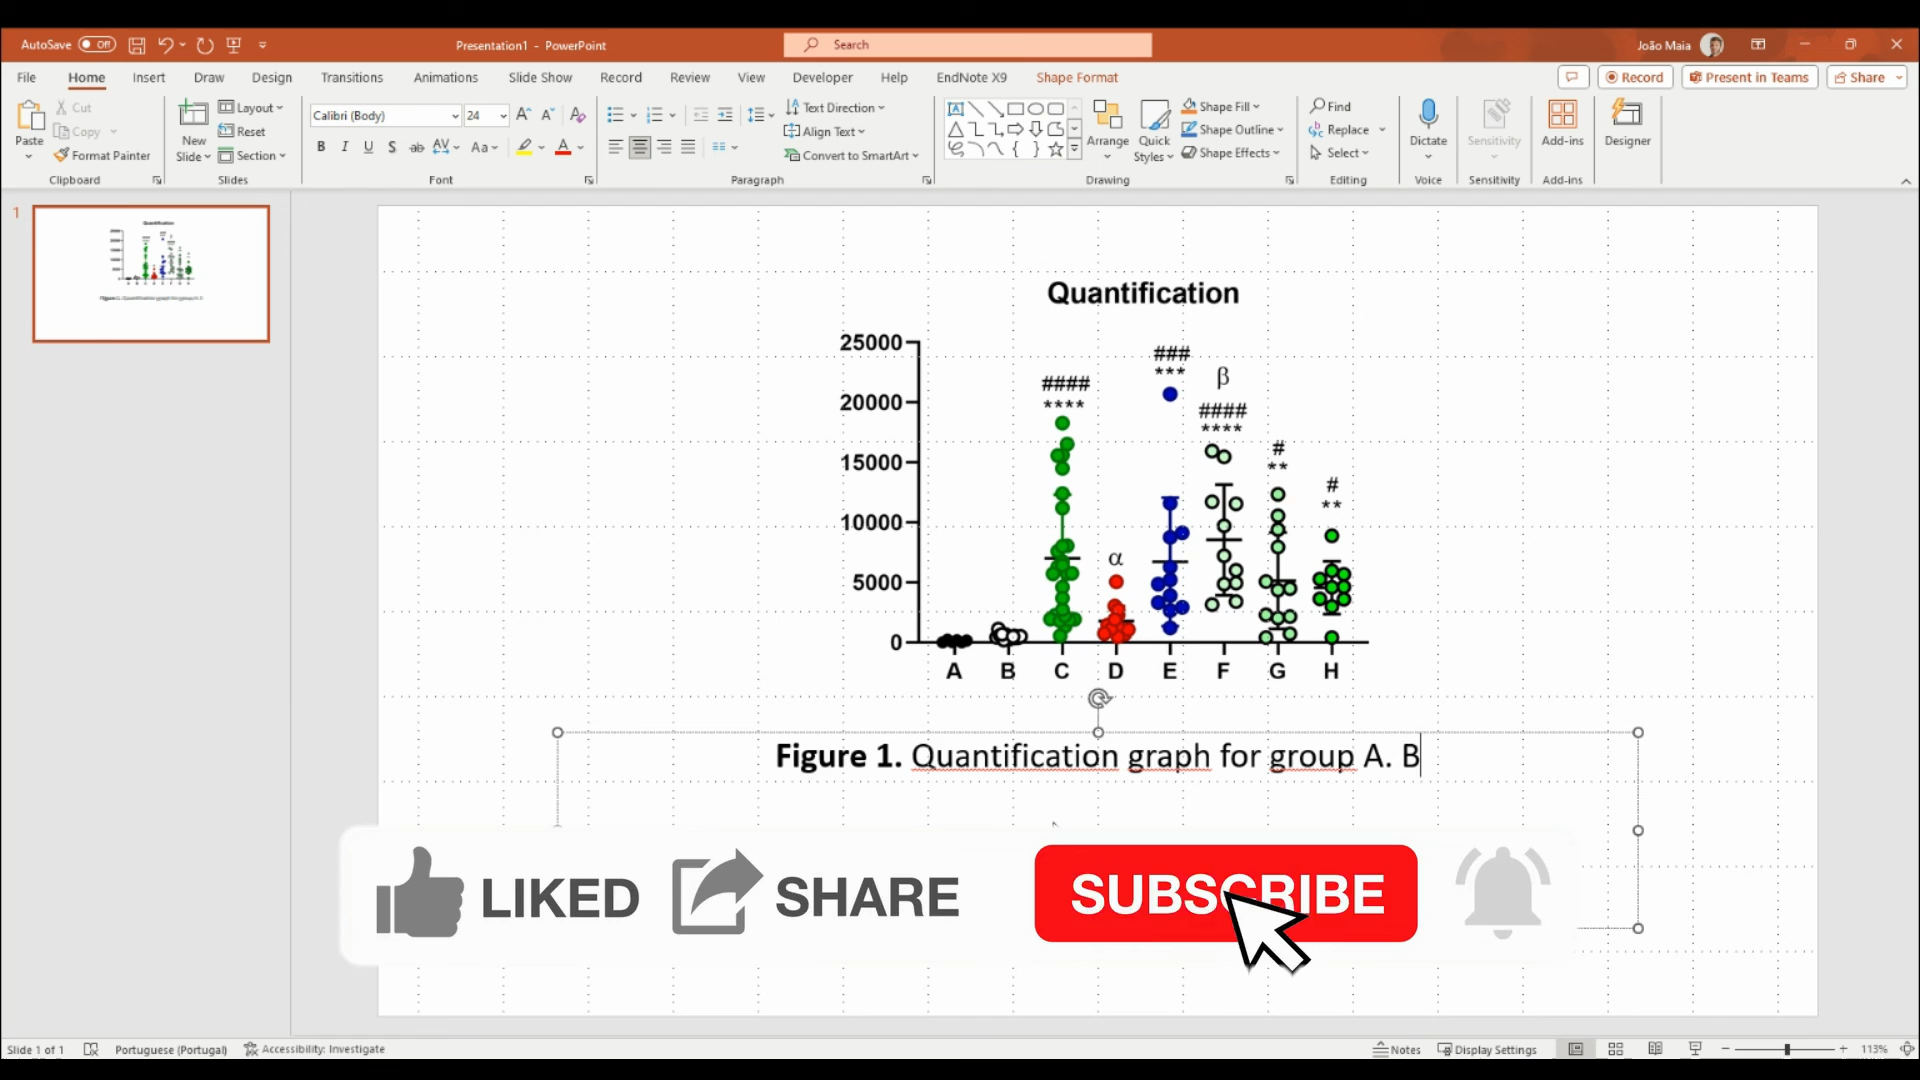 AutoSave Off Presentation1 - PowerPoint Search João Maia
File Home Insert Draw Design Transitions Animations Slide Show Record Review View Developer Help EndNote X9 Shape Format Record Present in Teams Share
Paste Cut Copy Format Painter Clipboard
New Slide Layout Reset Section Slides
Calibri (Body) 24 Font
B I U S ab AV Aa A
Text Direction Align Text Convert to SmartArt Paragraph
Arrange Quick Styles Shape Fill Shape Outline Shape Effects Drawing
Find Replace Select Editing
Dictate Voice
Sensitivity Sensitivity
Add-ins Add-ins
Designer
1
Quantification
25000
20000
15000
10000
5000
0
####
****
α
###
***
β
####
****
#
**
#
**
A B C D E F G H
Figure 1. Quantification graph for group A. B
LIKED SHARE SUBSCRIBE
Slide 1 of 1 Portuguese (Portugal) Accessibility: Investigate Notes Display Settings 113%